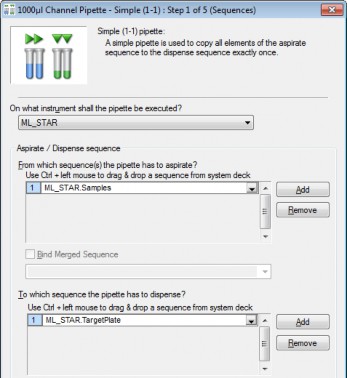 1000µl Channel Pipette - Simple (1-1) : Step 1 of 5 (Sequences)
Simple (1-1) pipette:
A simple pipette is used to copy all elements of the aspirate
sequence to the dispense sequence exactly once.
On what instrument shall the pipette be executed?
ML_STAR
Aspirate / Dispense sequence
From which sequence(s) the pipette has to aspirate?
Use Ctrl + left mouse to drag & drop a sequence from system deck
1 ML_STAR.Samples
Add
Remove
Bind Merged Sequence
To which sequence the pipette has to dispense?
Use Ctrl + left mouse to drag & drop a sequence from system deck
1 ML_STAR.TargetPlate
Add
Remove